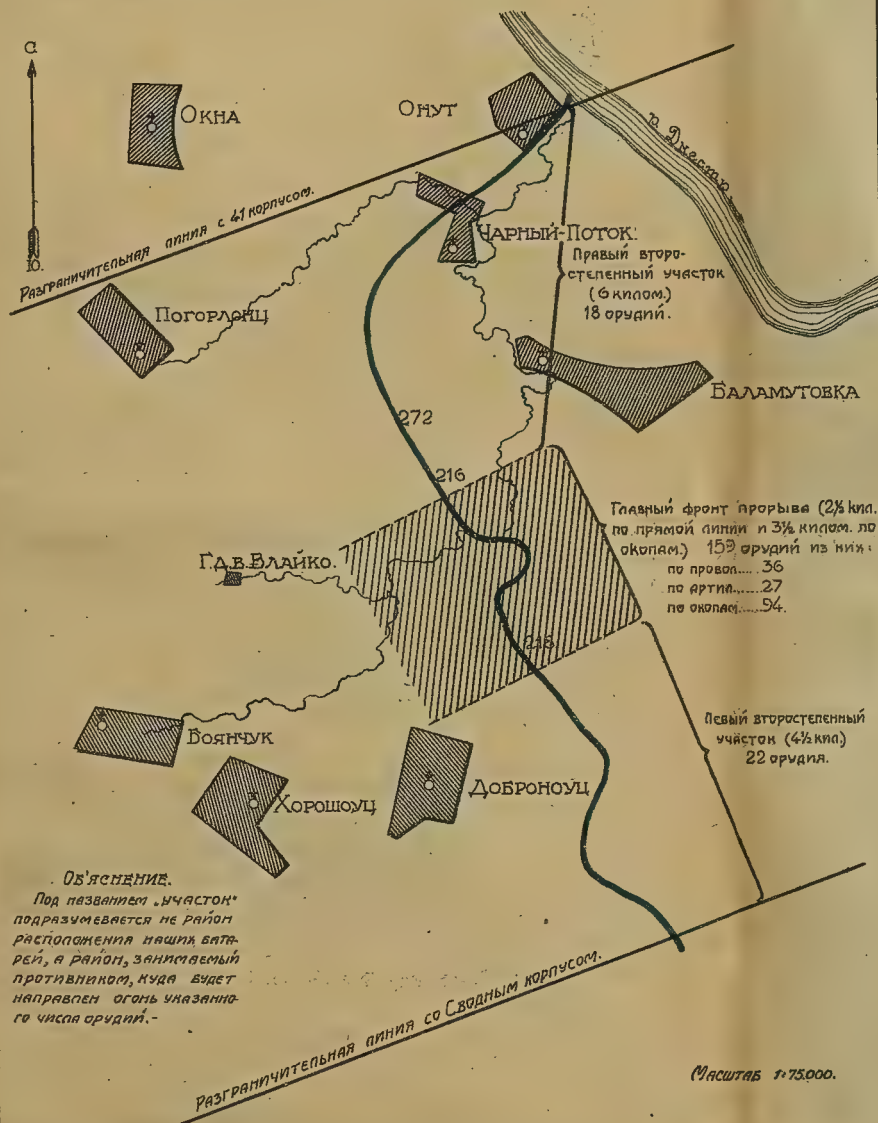 С.
Ю.
Окна
Онут
р. Днестр
Разграничительная линия с 41 корпусом.
Чарный-Поток:
Правый второ-
степенный участок
(6 килом.)
18 орудий.
Погорлоуц
Баламутовка
272
216
Главный фронт прорыва (2½ кил.
по прямой линии и 3½ килом. по
окопам.) 159 орудий из них:
по провол.....36
по артил......27
по окопам.....94.
Г.д.в. Влайко.
218
Левый второстепенный
участок (4½ кил)
22 орудия.
Боянчук
Хорошоуц
Доброноуц
Об'яснение.
Под названием „участок"
подразумевается не район
расположения наших бата-
рей, а район, занимаемый
противником, куда будет
направлен огонь указанно-
го числа орудий.-
Разграничительная линия со Сводным корпусом.
Масштаб 1:75.000.